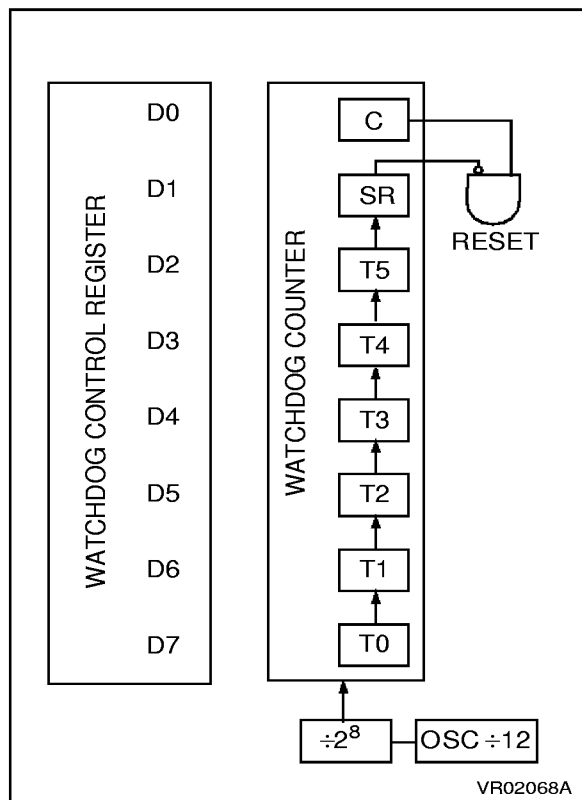 WATCHDOG CONTROL REGISTER
D0
D1
D2
D3
D4
D5
D6
D7
WATCHDOG COUNTER
C
SR
T5
T4
T3
T2
T1
T0
RESET
÷2⁸
OSC ÷12
VR02068A